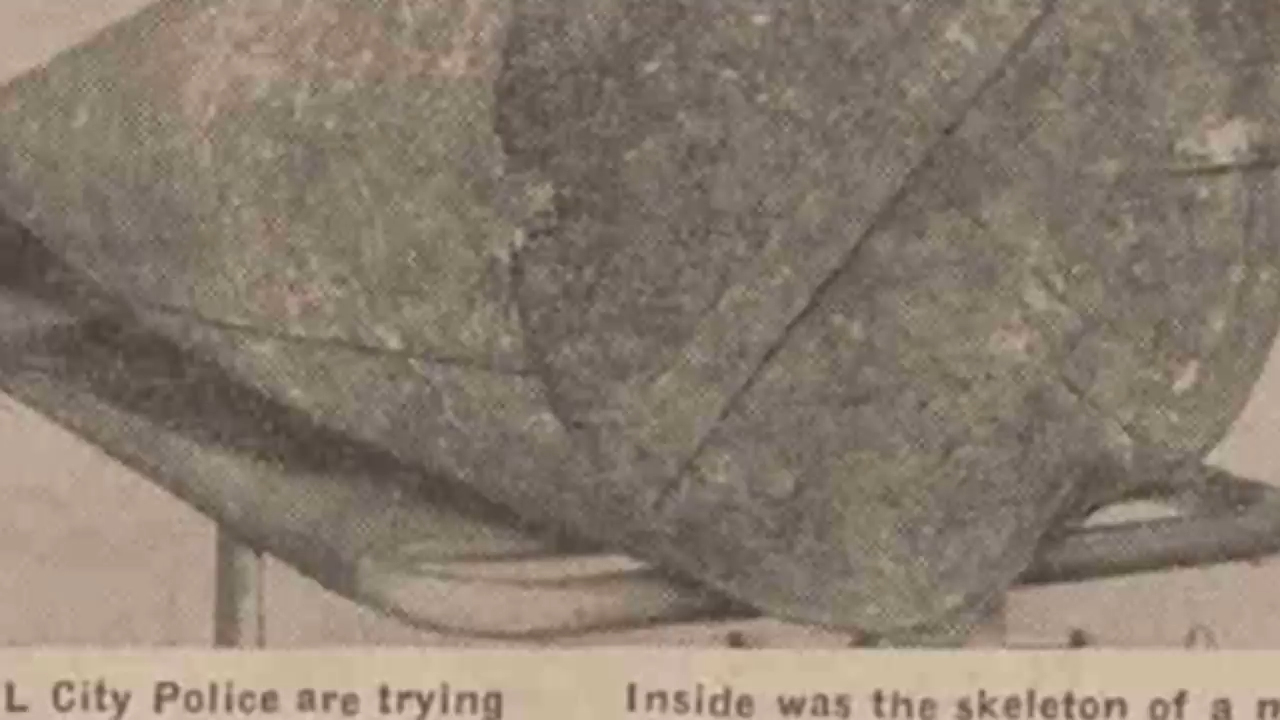 L City Police are trying
Inside was the skeleton of a